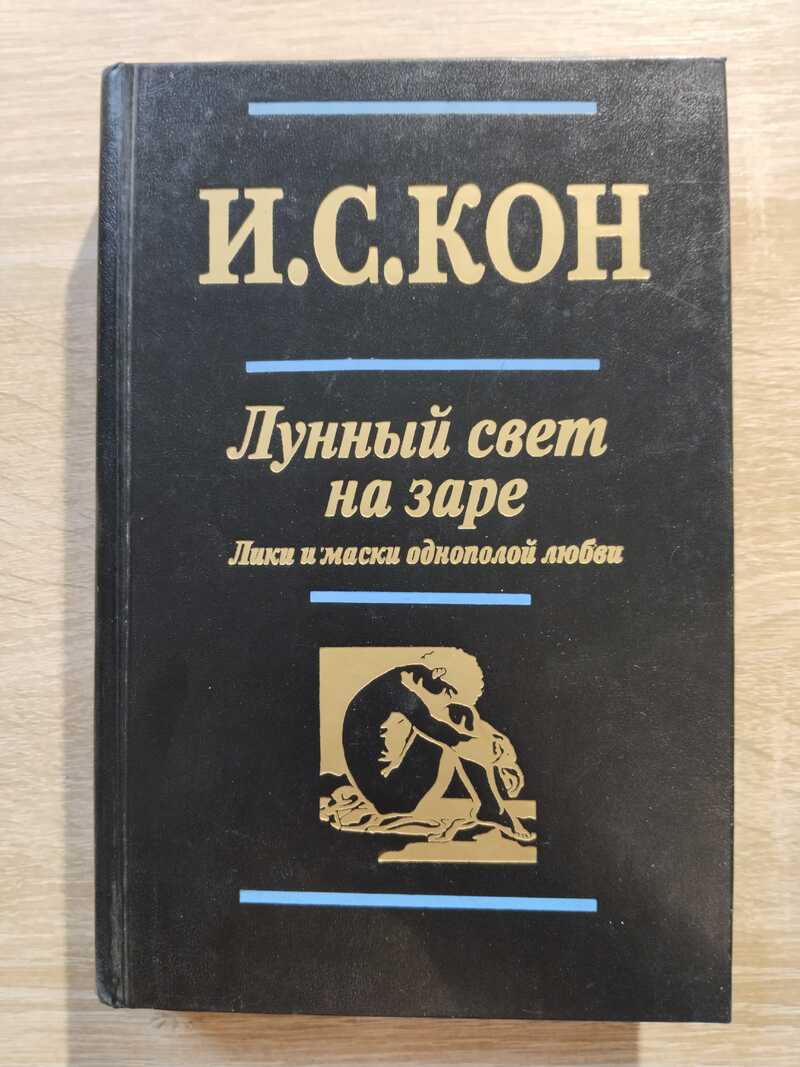 И.С.КОН
Лунный свет
на заре
Лики и маски однополой любви